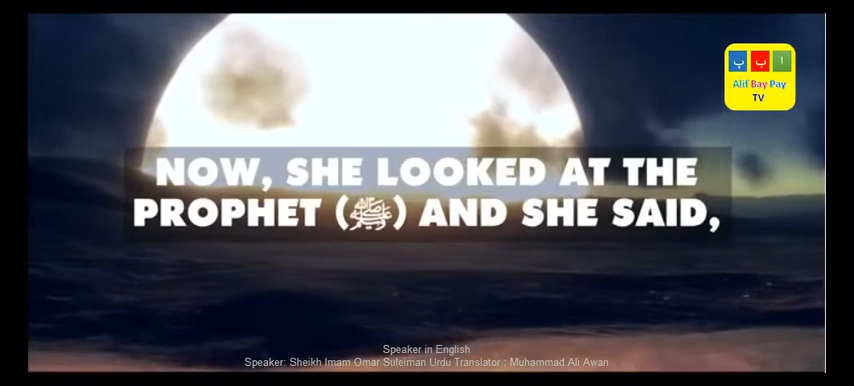 پ ب ا
Alif Bay Pay
TV
NOW, SHE LOOKED AT THE
PROPHET (ﷺ) AND SHE SAID,
Speaker in English
Speaker: Sheikh Imam Omar Suleiman Urdu Translator : Muhammad Ali Awan